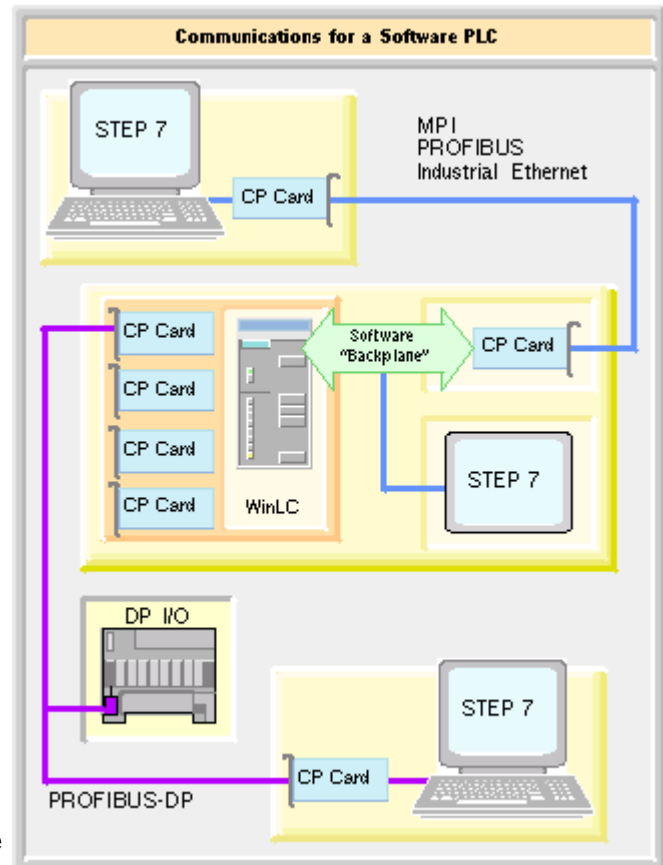 Communications for a Software PLC
STEP 7
CP Card
MPI
PROFIBUS
Industrial Ethernet
CP Card
CP Card
CP Card
CP Card
WinLC
Software
"Backplane"
CP Card
STEP 7
DP I/O
STEP 7
CP Card
PROFIBUS-DP
e